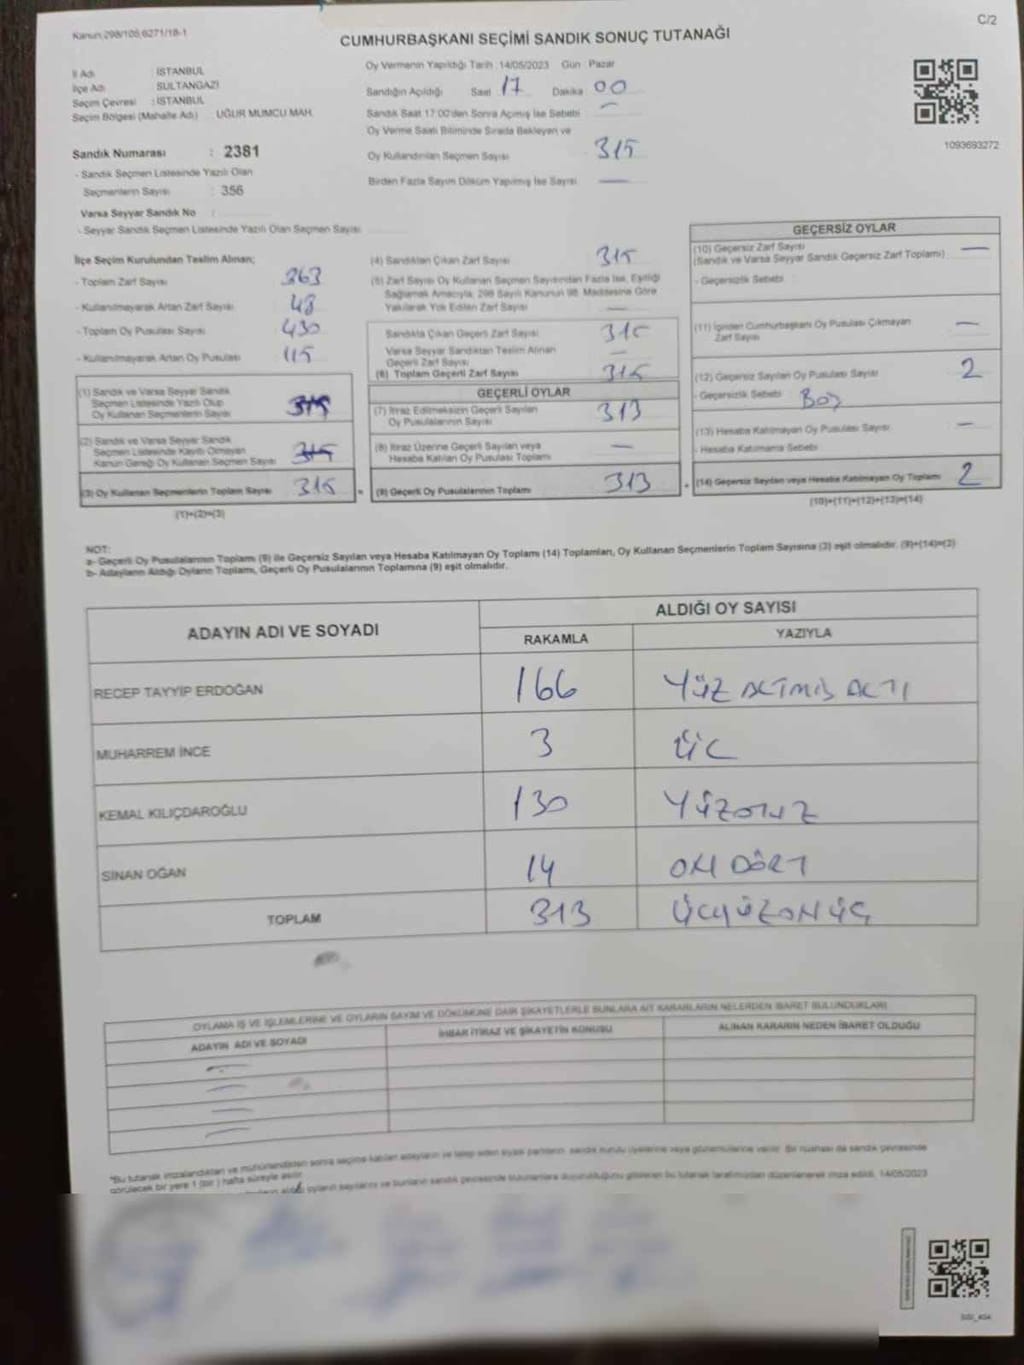 Kanun:298/105,6271/18-1
C/2
CUMHURBAŞKANI SEÇİMİ SANDIK SONUÇ TUTANAĞI
İl Adı : İSTANBUL
İlçe Adı : SULTANGAZİ
Seçim Çevresi : İSTANBUL
Seçim Bölgesi (Mahalle Adı) : UĞUR MUMCU MAH.
Sandık Numarası : 2381
- Sandık Seçmen Listesinde Yazılı Olan
Seçmenlerin Sayısı : 356
Varsa Seyyar Sandık No :
- Seyyar Sandık Seçmen Listesinde Yazılı Olan Seçmen Sayısı
Oy Vermenin Yapıldığı Tarih : 14/05/2023 Gün : Pazar
Sandığın Açıldığı Saat 17 Dakika 00
Sandık Saat 17:00'den Sonra Açılmış İse Sebebi —
Oy Verme Saati Bitiminde Sırada Bekleyen ve
Oy Kullandırılan Seçmen Sayısı 315
Birden Fazla Sayım Döküm Yapılmış İse Sayısı —
1093693272
İlçe Seçim Kurulundan Teslim Alınan;
- Toplam Zarf Sayısı 363
- Kullanılmayarak Artan Zarf Sayısı 48
- Toplam Oy Pusulası Sayısı 430
- Kullanılmayarak Artan Oy Pusulası 115
(1) Sandık ve Varsa Seyyar Sandık
Seçmen Listesinde Yazılı Olup
Oy Kullanan Seçmenlerin Sayısı 315
(2) Sandık ve Varsa Seyyar Sandık
Seçmen Listesinde Kayıtlı Olmayan
Kanun Gereği Oy Kullanan Seçmen Sayısı 315
(3) Oy Kullanan Seçmenlerin Toplam Sayısı 315
(1)+(2)=(3)
(4) Sandıktan Çıkan Zarf Sayısı 315
(5) Zarf Sayısı Oy Kullanan Seçmen Sayısından Fazla İse, Eşitliği
Sağlamak Amacıyla, 298 Sayılı Kanunun 98. Maddesine Göre
Yakılarak Yok Edilen Zarf Sayısı —
Sandıkta Çıkan Geçerli Zarf Sayısı 315
Varsa Seyyar Sandıktan Teslim Alınan
Geçerli Zarf Sayısı —
(6) Toplam Geçerli Zarf Sayısı 315
GEÇERLİ OYLAR
(7) İtiraz Edilmeksizin Geçerli Sayılan
Oy Pusulalarının Sayısı 313
(8) İtiraz Üzerine Geçerli Sayılan veya
Hesaba Katılan Oy Pusulası Toplamı —
(9) Geçerli Oy Pusulalarının Toplamı 313
GEÇERSİZ OYLAR
(10) Geçersiz Zarf Sayısı
(Sandık ve Varsa Seyyar Sandık Geçersiz Zarf Toplamı) —
- Geçersizlik Sebebi
(11) İçinden Cumhurbaşkanı Oy Pusulası Çıkmayan
Zarf Sayısı —
(12) Geçersiz Sayılan Oy Pusulası Sayısı 2
- Geçersizlik Sebebi Boş
(13) Hesaba Katılmayan Oy Pusulası Sayısı —
- Hesaba Katılmama Sebebi
(14) Geçersiz Sayılan veya Hesaba Katılmayan Oy Toplamı 2
(10)+(11)+(12)+(13)=(14)
NOT:
a- Geçerli Oy Pusulalarının Toplamı (9) ile Geçersiz Sayılan veya Hesaba Katılmayan Oy Toplamı (14) Toplamları, Oy Kullanan Seçmenlerin Toplam Sayısına (3) eşit olmalıdır. (9)+(14)=(3)
b- Adayların Aldığı Oyların Toplamı, Geçerli Oy Pusulalarının Toplamına (9) eşit olmalıdır.
ADAYIN ADI VE SOYADI
ALDIĞI OY SAYISI
RAKAMLA YAZIYLA
RECEP TAYYİP ERDOĞAN 166 YÜZ ALTMIŞ ALTI
MUHARREM İNCE 3 ÜÇ
KEMAL KILIÇDAROĞLU 130 YÜZOTUZ
SİNAN OĞAN 14 ON DÖRT
TOPLAM 313 ÜÇYÜZONÜÇ
OYLAMA İŞ VE İŞLEMLERİNE VE OYLARIN SAYIM VE DÖKÜMÜNE DAİR ŞİKAYETLERLE BUNLARA AİT KARARLARIN NELERDEN İBARET BULUNDUKLARI
ADAYIN ADI VE SOYADI İHBAR İTİRAZ VE ŞİKAYETİN KONUSU ALINAN KARARIN NEDEN İBARET OLDUĞU
*Bu tutanak imzalandıktan ve mühürlendikten sonra seçime katılan adayların ve talep eden siyasi partilerin sandık kurulu üyelerine veya gözlemcilerine verilir. Bir nüshası da sandık çevresinde
görülecek bir yere 1 (bir) hafta süreyle asılır.
oyların sayılarını ve bunların sandık çevresinde bulunanlara duyurulduğunu gösteren bu tutanak tarafımızdan düzenlenerek imza edildi. 14/05/2023